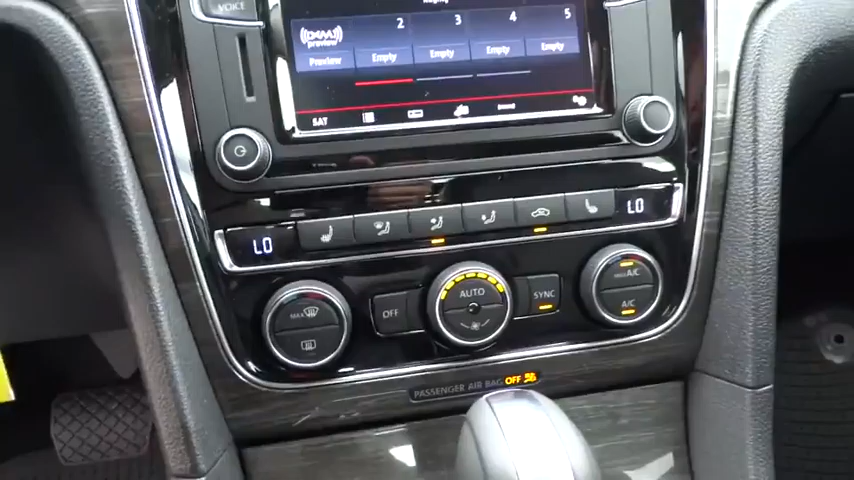 VOICE
(((SXM)))
preview
2 3 4 5
Preview Empty Empty Empty Empty
SAT
LO LO
MAX
OFF
AUTO
SYNC
MAX A/C
A/C
PASSENGER AIR BAG OFF